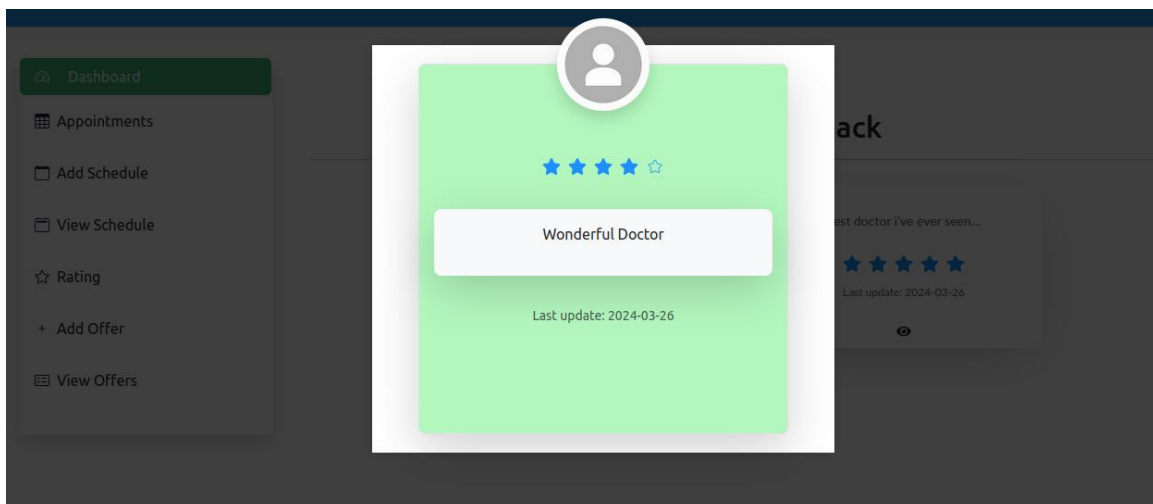 Dashboard
Appointments
Add Schedule
View Schedule
Rating
+ Add Offer
View Offers
ack
Wonderful Doctor
Last update: 2024-03-26
est doctor i've ever seen...
Last update: 2024-03-26